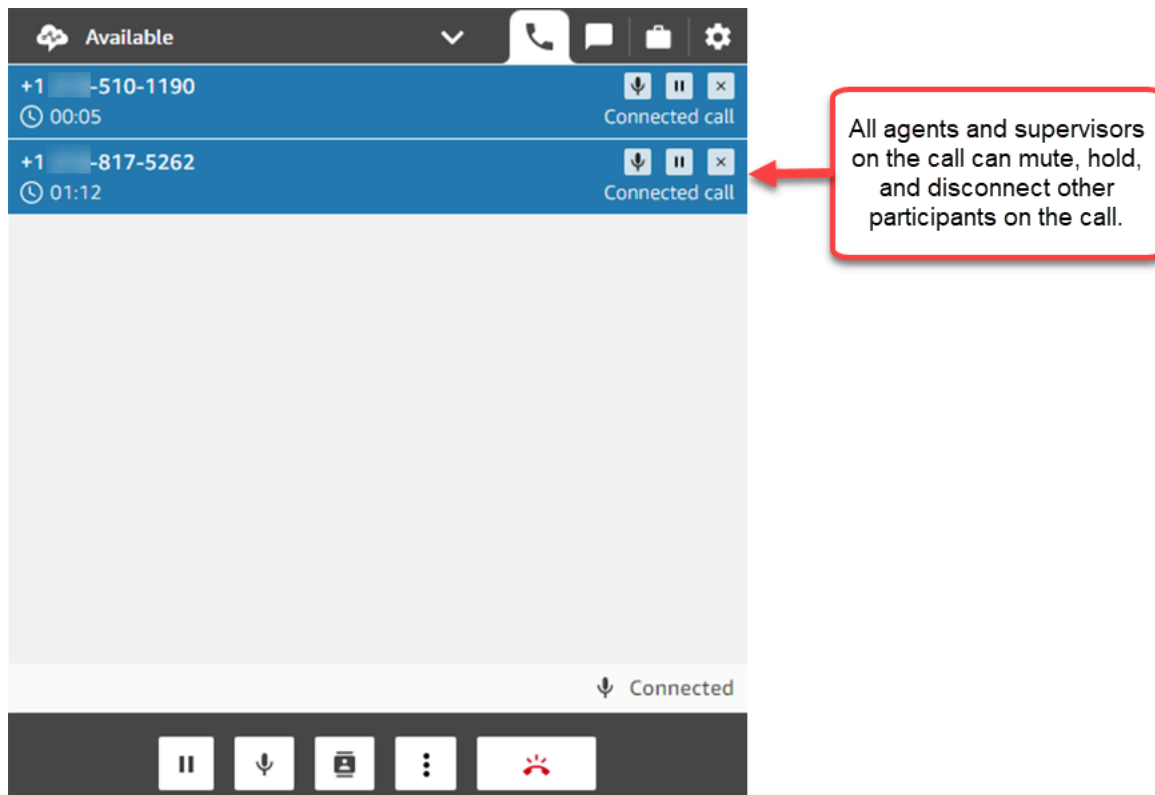 Available
+1 -510-1190
00:05
Connected call
+1 -817-5262
01:12
Connected call
All agents and supervisors
on the call can mute, hold,
and disconnect other
participants on the call.
Connected